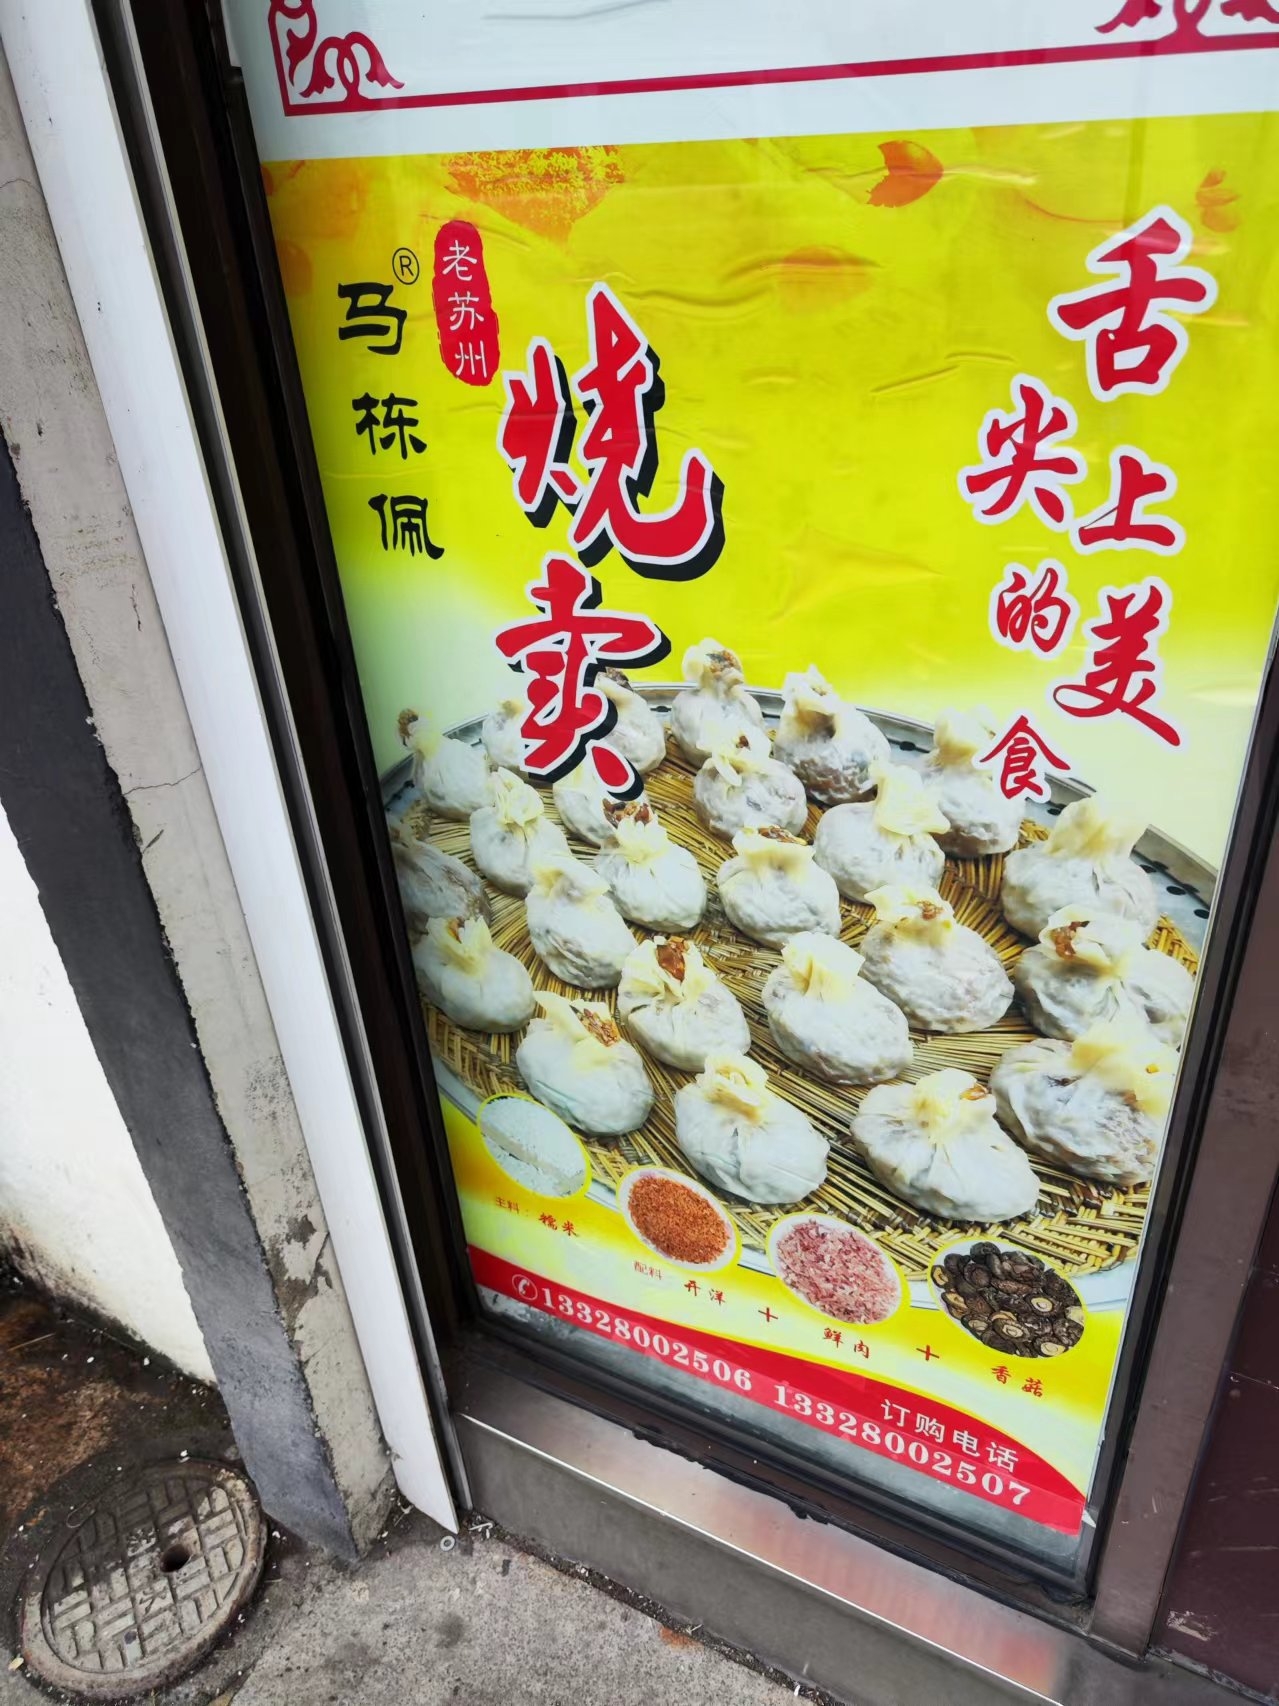 老苏州
马栋佩®
烧卖
舌尖上的美食
主料：糯米
配料 开洋 + 鲜肉 + 香菇
订购电话
13328002506 13328002507